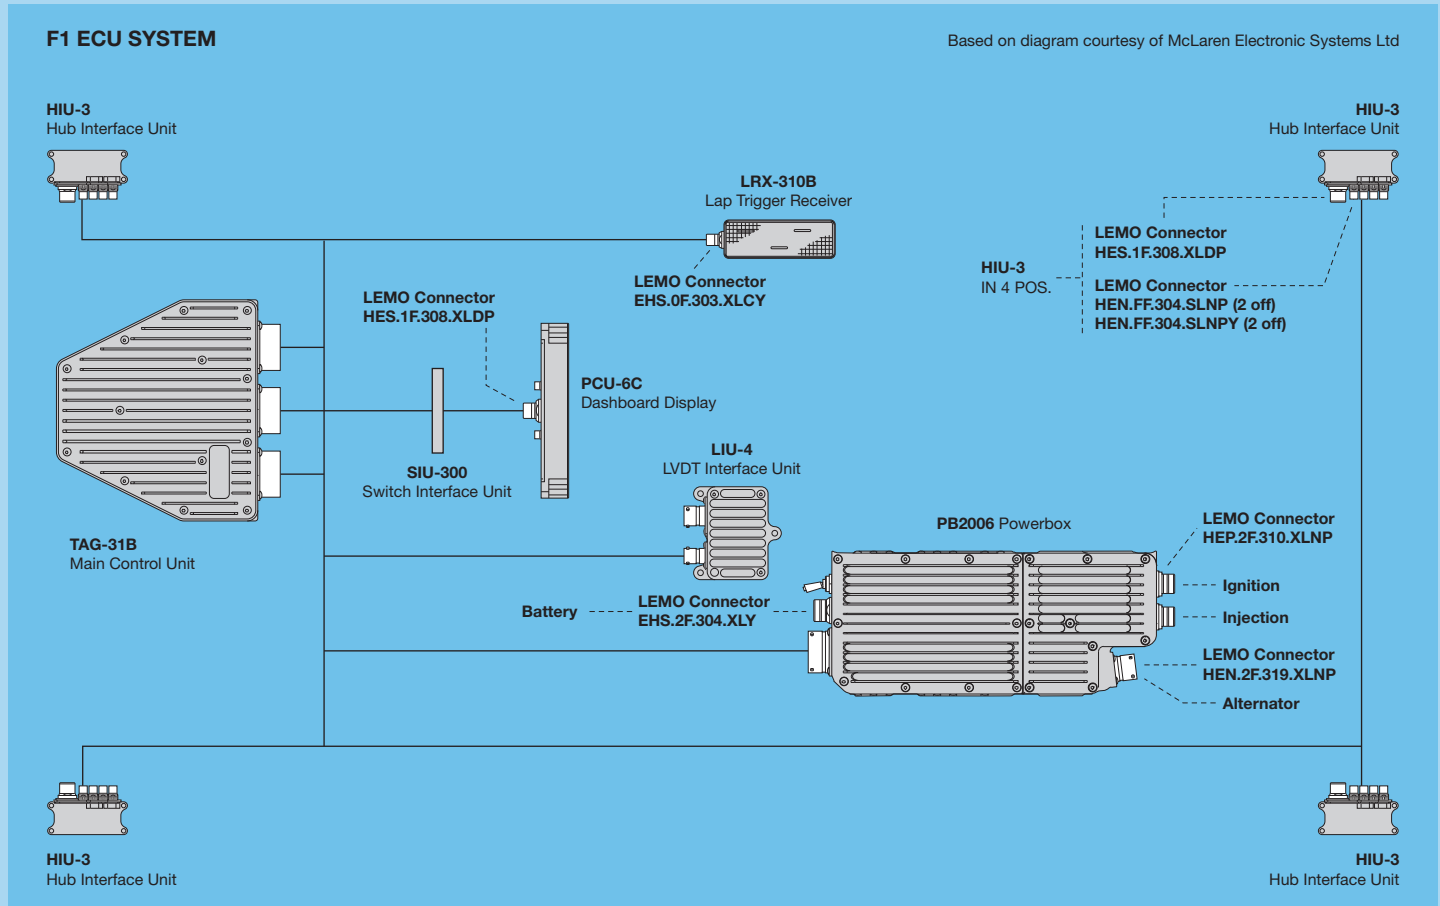 F1 ECU SYSTEM
Based on diagram courtesy of McLaren Electronic Systems Ltd
HIU-3
Hub Interface Unit
HIU-3
Hub Interface Unit
LRX-310B
Lap Trigger Receiver
LEMO Connector
EHS.0F.303.XLCY
HIU-3
IN 4 POS.
LEMO Connector
HES.1F.308.XLDP
LEMO Connector
HEN.FF.304.SLNP (2 off)
HEN.FF.304.SLNPY (2 off)
LEMO Connector
HES.1F.308.XLDP
PCU-6C
Dashboard Display
SIU-300
Switch Interface Unit
LIU-4
LVDT Interface Unit
TAG-31B
Main Control Unit
PB2006 Powerbox
LEMO Connector
HEP.2F.310.XLNP
Ignition
Injection
Battery
LEMO Connector
EHS.2F.304.XLY
LEMO Connector
HEN.2F.319.XLNP
Alternator
HIU-3
Hub Interface Unit
HIU-3
Hub Interface Unit